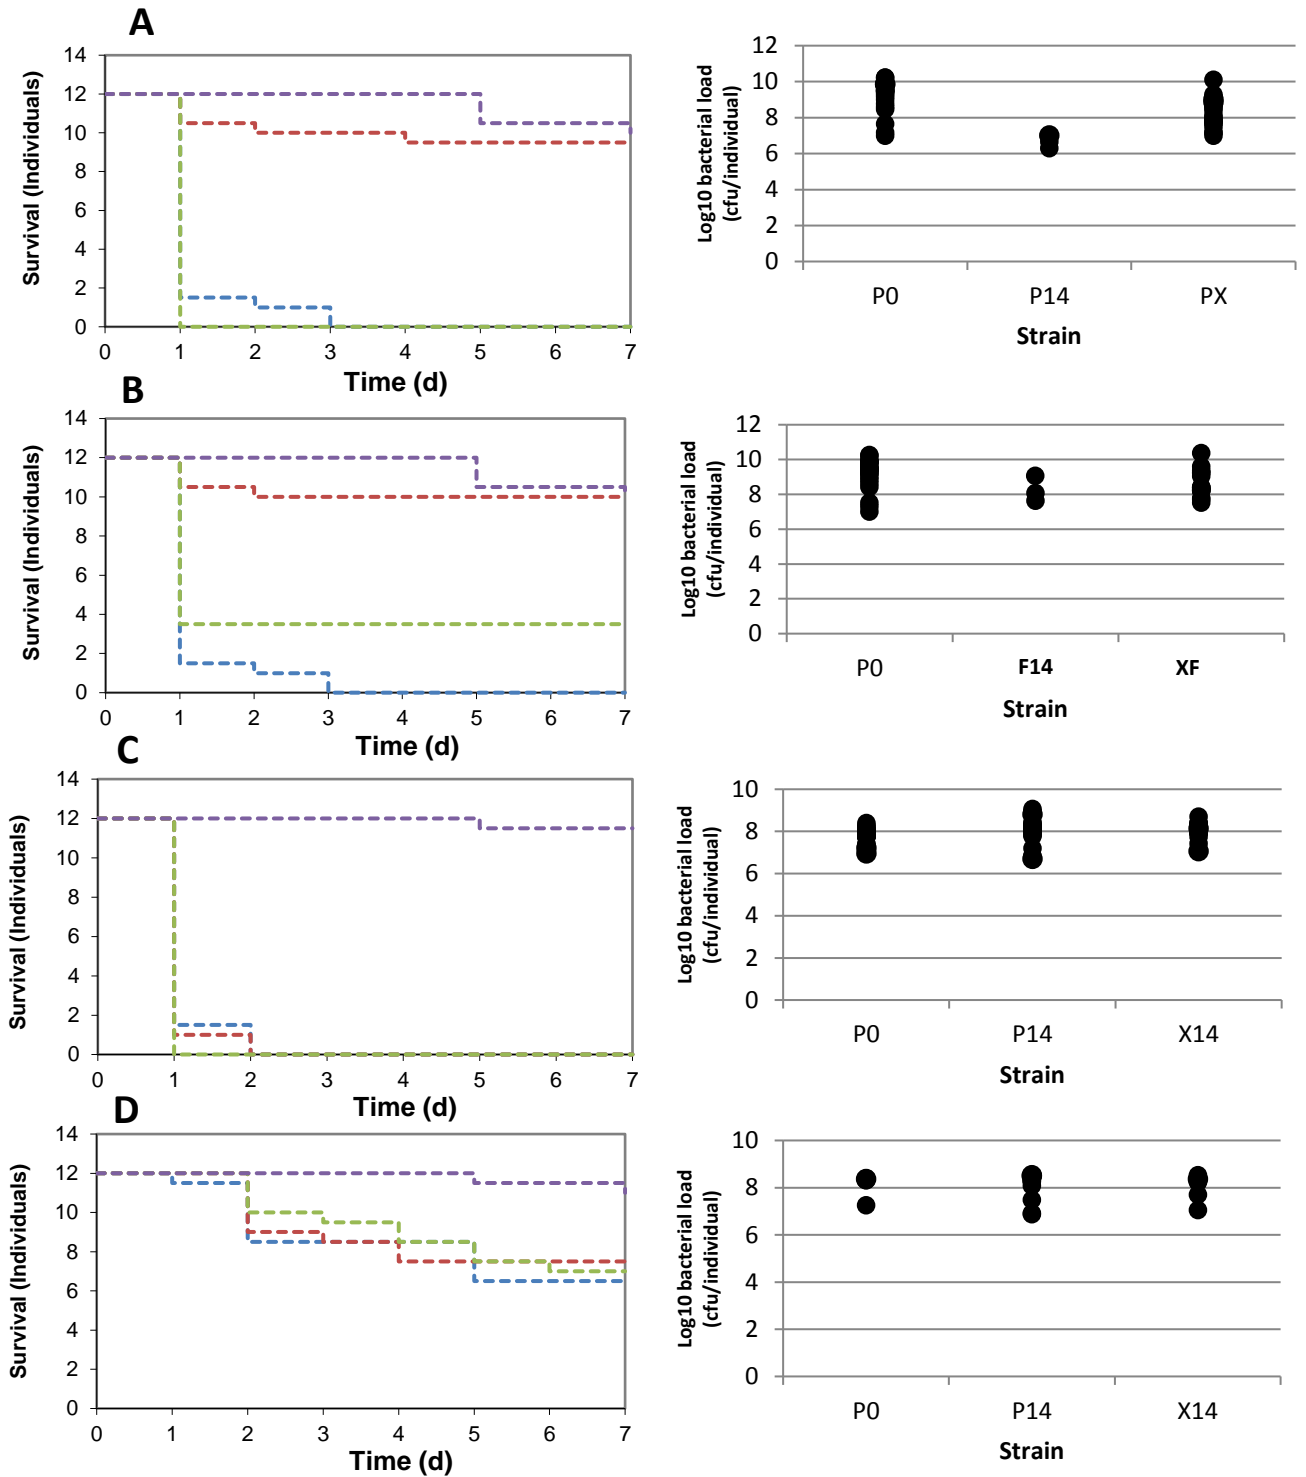 A
14
12
10
8
6
4
2
0
Survival (Individuals)
0 1 2 3 4 5 6 7
Time (d)
12
10
8
6
4
2
0
Log10 bacterial load
(cfu/individual)
P0 P14 PX
Strain
B
14
12
10
8
6
4
2
0
Survival (Individuals)
0 1 2 3 4 5 6 7
Time (d)
12
10
8
6
4
2
0
Log10 bacterial load
(cfu/individual)
P0 F14 XF
Strain
C
14
12
10
8
6
4
2
0
Survival (Individuals)
0 1 2 3 4 5 6 7
Time (d)
10
8
6
4
2
0
Log10 bacterial load
(cfu/individual)
P0 P14 X14
Strain
D
14
12
10
8
6
4
2
0
Survival (Individuals)
0 1 2 3 4 5 6 7
Time (d)
10
8
6
4
2
0
Log10 bacterial load
(cfu/individual)
P0 P14 X14
Strain